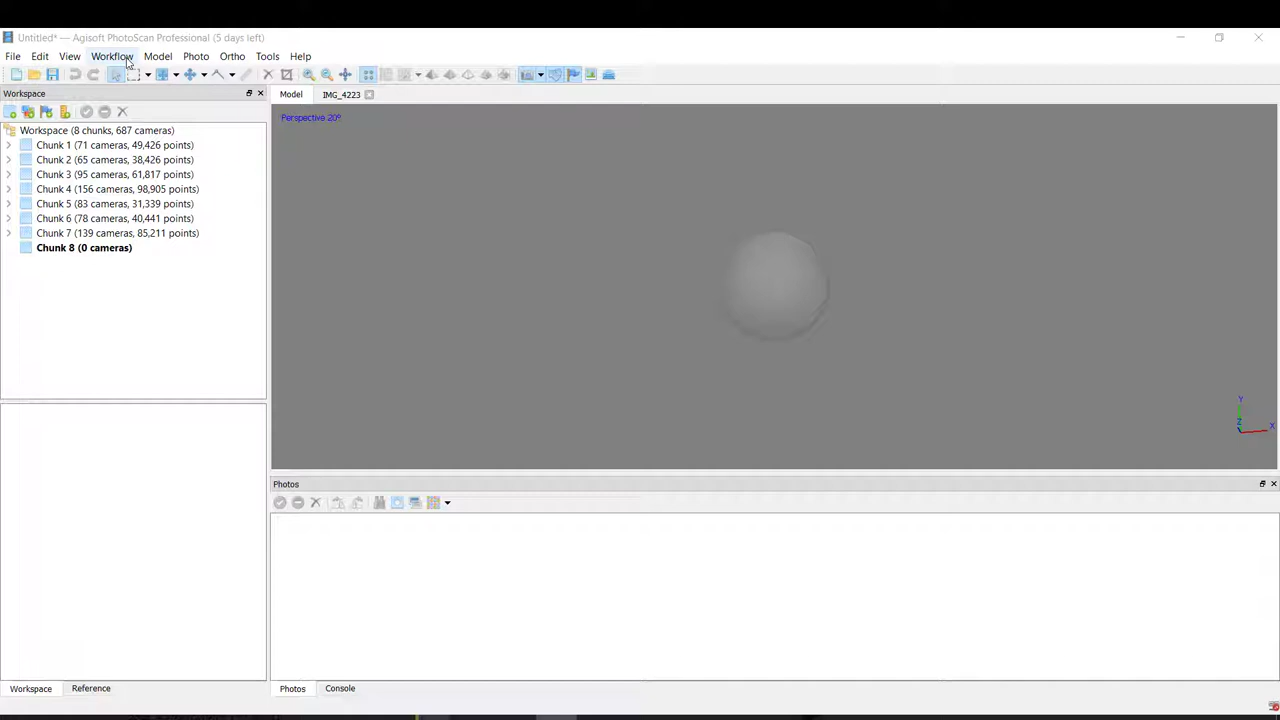 Untitled* — Agisoft PhotoScan Professional (5 days left)
File Edit View Workflow Model Photo Ortho Tools Help
Workspace
Model IMG_4223
Perspective 20°
Workspace (8 chunks, 687 cameras)
Chunk 1 (71 cameras, 49,426 points)
Chunk 2 (65 cameras, 38,426 points)
Chunk 3 (95 cameras, 61,817 points)
Chunk 4 (156 cameras, 98,905 points)
Chunk 5 (83 cameras, 31,339 points)
Chunk 6 (78 cameras, 40,441 points)
Chunk 7 (139 cameras, 85,211 points)
Chunk 8 (0 cameras)
Y
Z
X
Photos
Workspace Reference
Photos Console